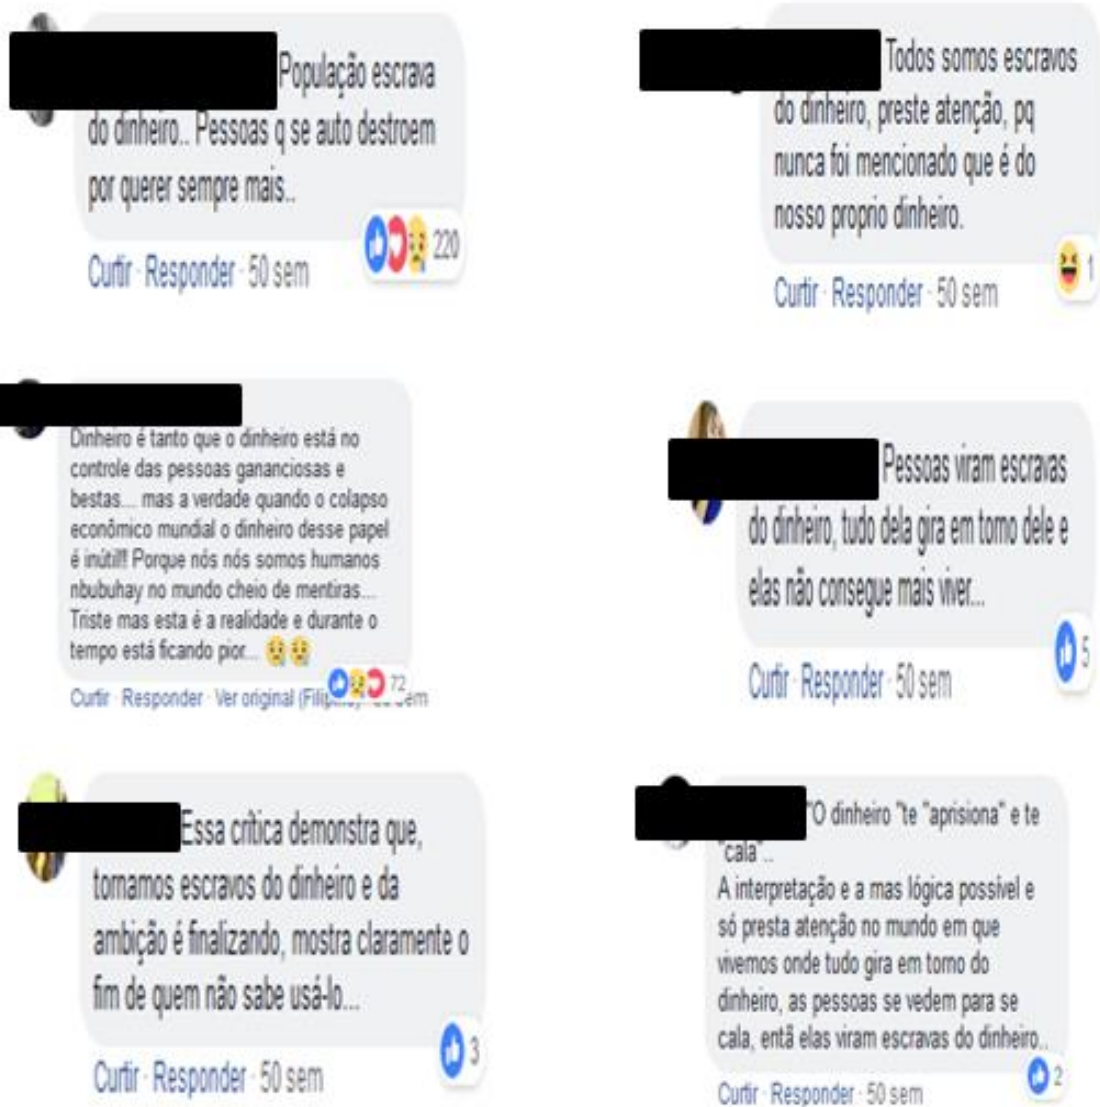 População escrava
do dinheiro.. Pessoas q se auto destroem
por querer sempre mais..
220
Curtir · Responder · 50 sem
Todos somos escravos
do dinheiro, preste atenção, pq
nunca foi mencionado que é do
nosso proprio dinheiro.
1
Curtir · Responder · 50 sem
Dinheiro é tanto que o dinheiro está no
controle das pessoas gananciosas e
bestas... mas a verdade quando o colapso
econômico mundial o dinheiro desse papel
é inútil!! Porque nós nós somos humanos
nbubuhay no mundo cheio de mentiras...
Triste mas esta é a realidade e durante o
tempo está ficando pior...
72
Curtir · Responder · Ver original
Pessoas viram escravas
do dinheiro, tudo dela gira em torno dele e
elas não consegue mais viver...
5
Curtir · Responder · 50 sem
Essa crítica demonstra que,
tornamos escravos do dinheiro e da
ambição é finalizando, mostra claramente o
fim de quem não sabe usá-lo...
3
Curtir · Responder · 50 sem
"O dinheiro "te "aprisiona" e te
"cala"..
A interpretação e a mas lógica possível e
só presta atenção no mundo em que
vivemos onde tudo gira em torno do
dinheiro, as pessoas se vedem para se
cala, entã elas viram escravas do dinheiro..
2
Curtir · Responder · 50 sem